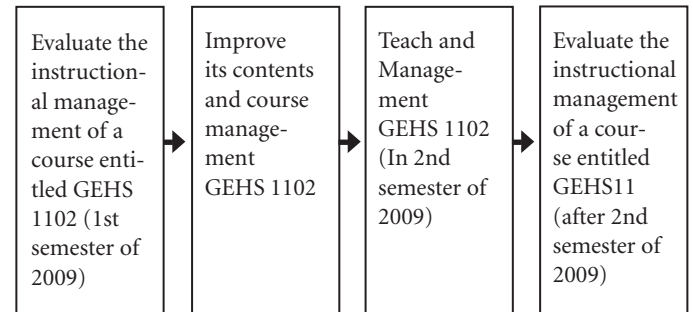 Evaluate the
instruction-
al manage-
ment of a
course enti-
tled GEHS
1102 (1st
semester of
2009)
Improve
its contents
and course
manage-
ment
GEHS 1102
Teach and
Manage-
ment
GEHS 1102
(In 2nd
semester of
2009)
Evaluate the
instructional
management
of a cour-
se entitled
GEHS11
(after 2nd
semester of
2009)